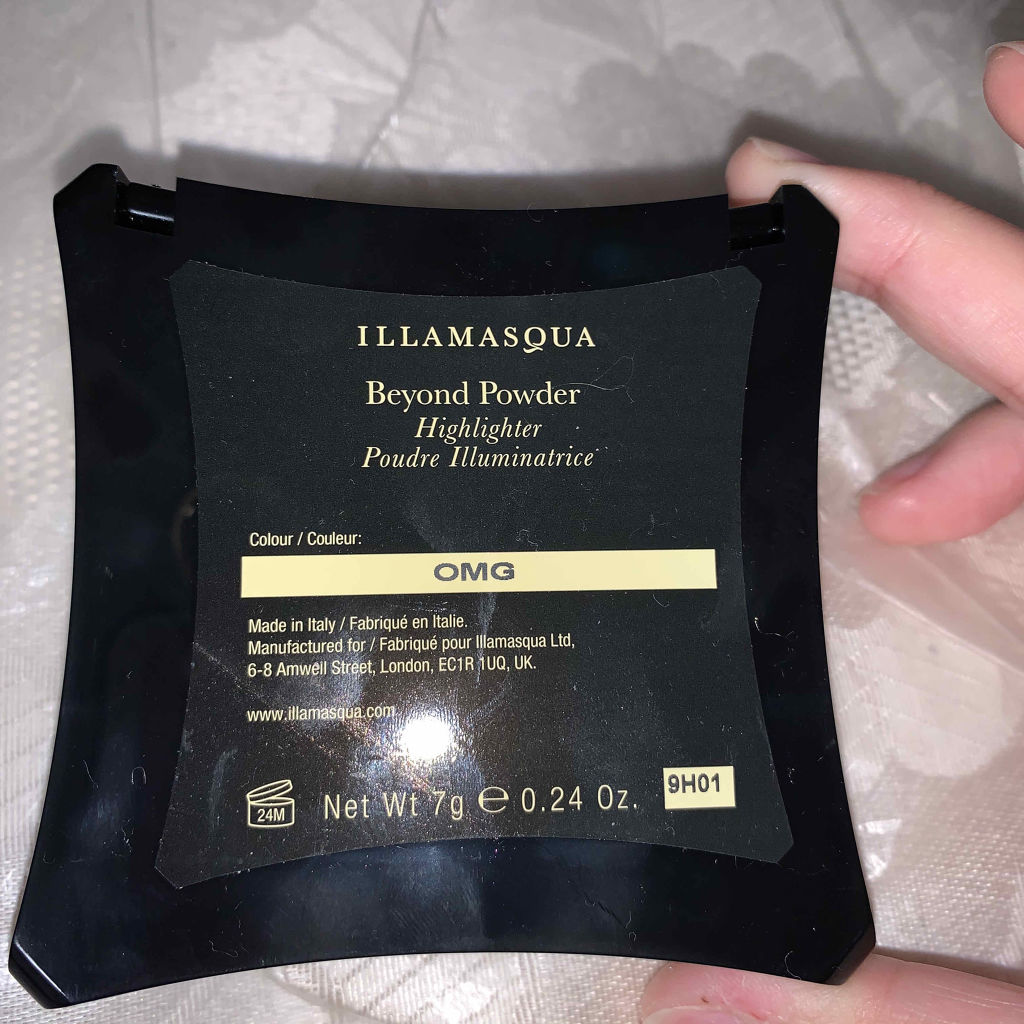 ILLAMASQUA
Beyond Powder
Highlighter
Poudre Illuminatrice
Colour / Couleur:
OMG
Made in Italy / Fabriqué en Italie.
Manufactured for / Fabriqué pour Illamasqua Ltd,
6-8 Amwell Street, London, EC1R 1UQ, UK.
www.illamasqua.com
24M
Net Wt 7g ℮ 0.24 Oz.
9H01